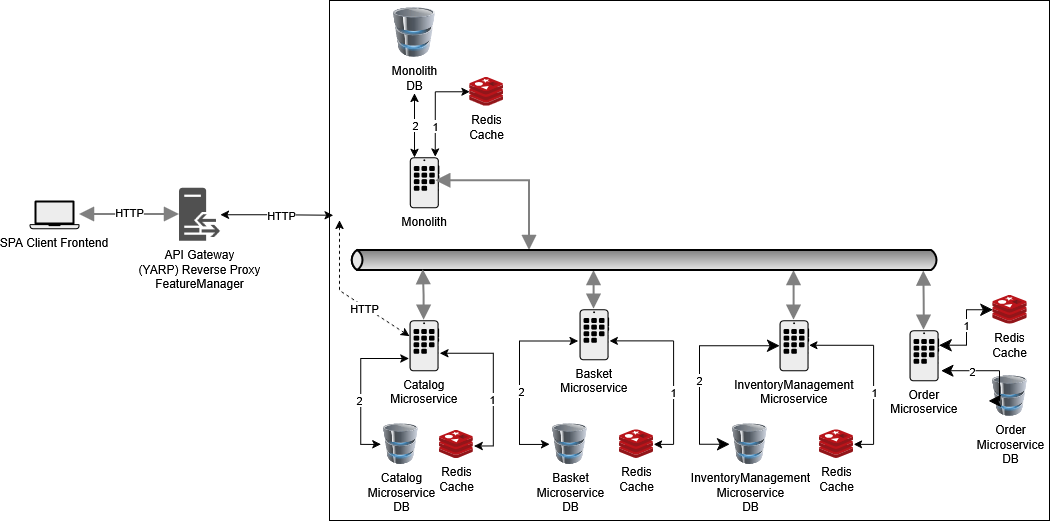 Monolith
DB
2
1
Redis
Cache
Monolith
HTTP
HTTP
SPA Client Frontend
API Gateway
(YARP) Reverse Proxy
FeatureManager
HTTP
Catalog
Microservice
2
1
Catalog
Microservice
DB
Redis
Cache
Basket
Microservice
2
1
Basket
Microservice
DB
Redis
Cache
InventoryManagement
Microservice
2
1
InventoryManagement
Microservice
DB
Redis
Cache
1
Redis
Cache
2
Order
Microservice
Order
Microservice
DB